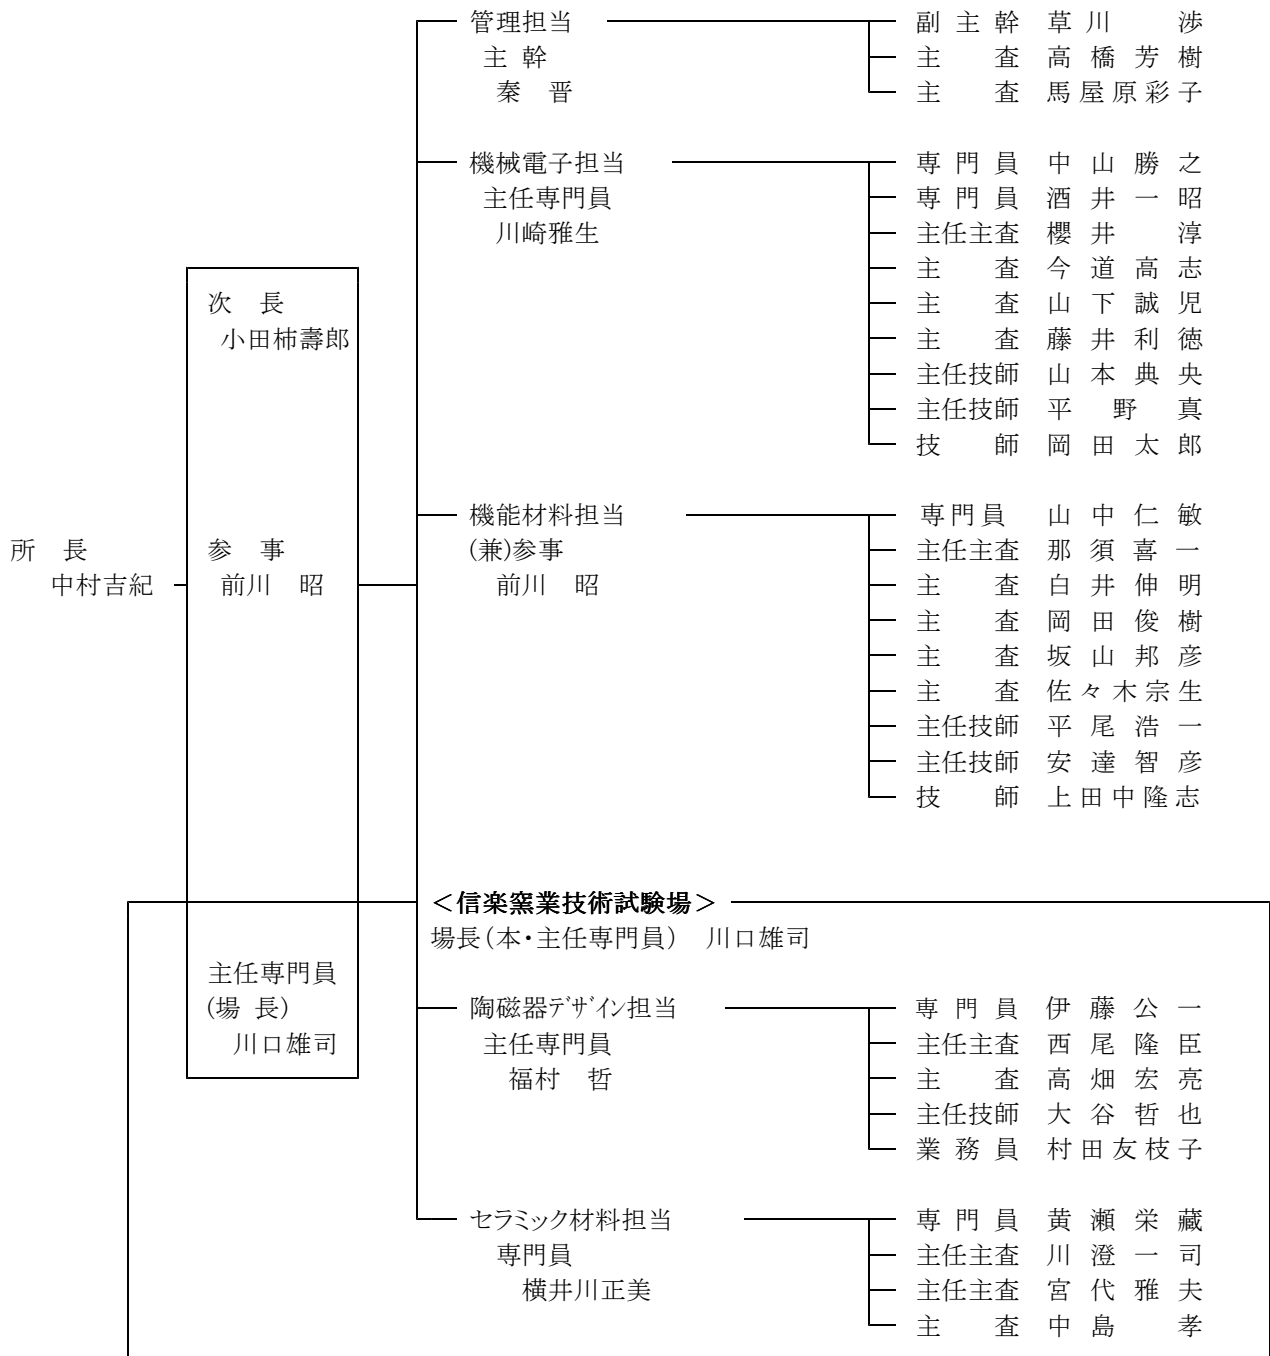 管理担当 副主幹 草川 渉
主幹 主査 高橋芳樹
秦 晋 主査 馬屋原彩子
機械電子担当 専門員 中山勝之
主任専門員 専門員 酒井一昭
川崎雅生 主任主査 櫻井 淳
主査 今道高志
次 長 主査 山下誠児
小田柿壽郎 主査 藤井利徳
主任技師 山本典央
主任技師 平野真
技師 岡田太郎
機能材料担当 専門員 山中仁敏
所 長 参 事 (兼)参事 主任主査 那須喜一
中村吉紀 前川 昭 前川 昭 主査 白井伸明
主査 岡田俊樹
主査 坂山邦彦
主査 佐々木宗生
主任技師 平尾浩一
主任技師 安達智彦
技師 上田中隆志
<信楽窯業技術試験場>
場長(本・主任専門員) 川口雄司
主任専門員
(場 長) 陶磁器デザイン担当 専門員 伊藤公一
川口雄司 主任専門員 主任主査 西尾隆臣
福村 哲 主査 高畑宏亮
主任技師 大谷哲也
業務員 村田友枝子
セラミック材料担当 専門員 黄瀬栄藏
専門員 主任主査 川澄一司
横井川正美 主任主査 宮代雅夫
主査 中島 孝